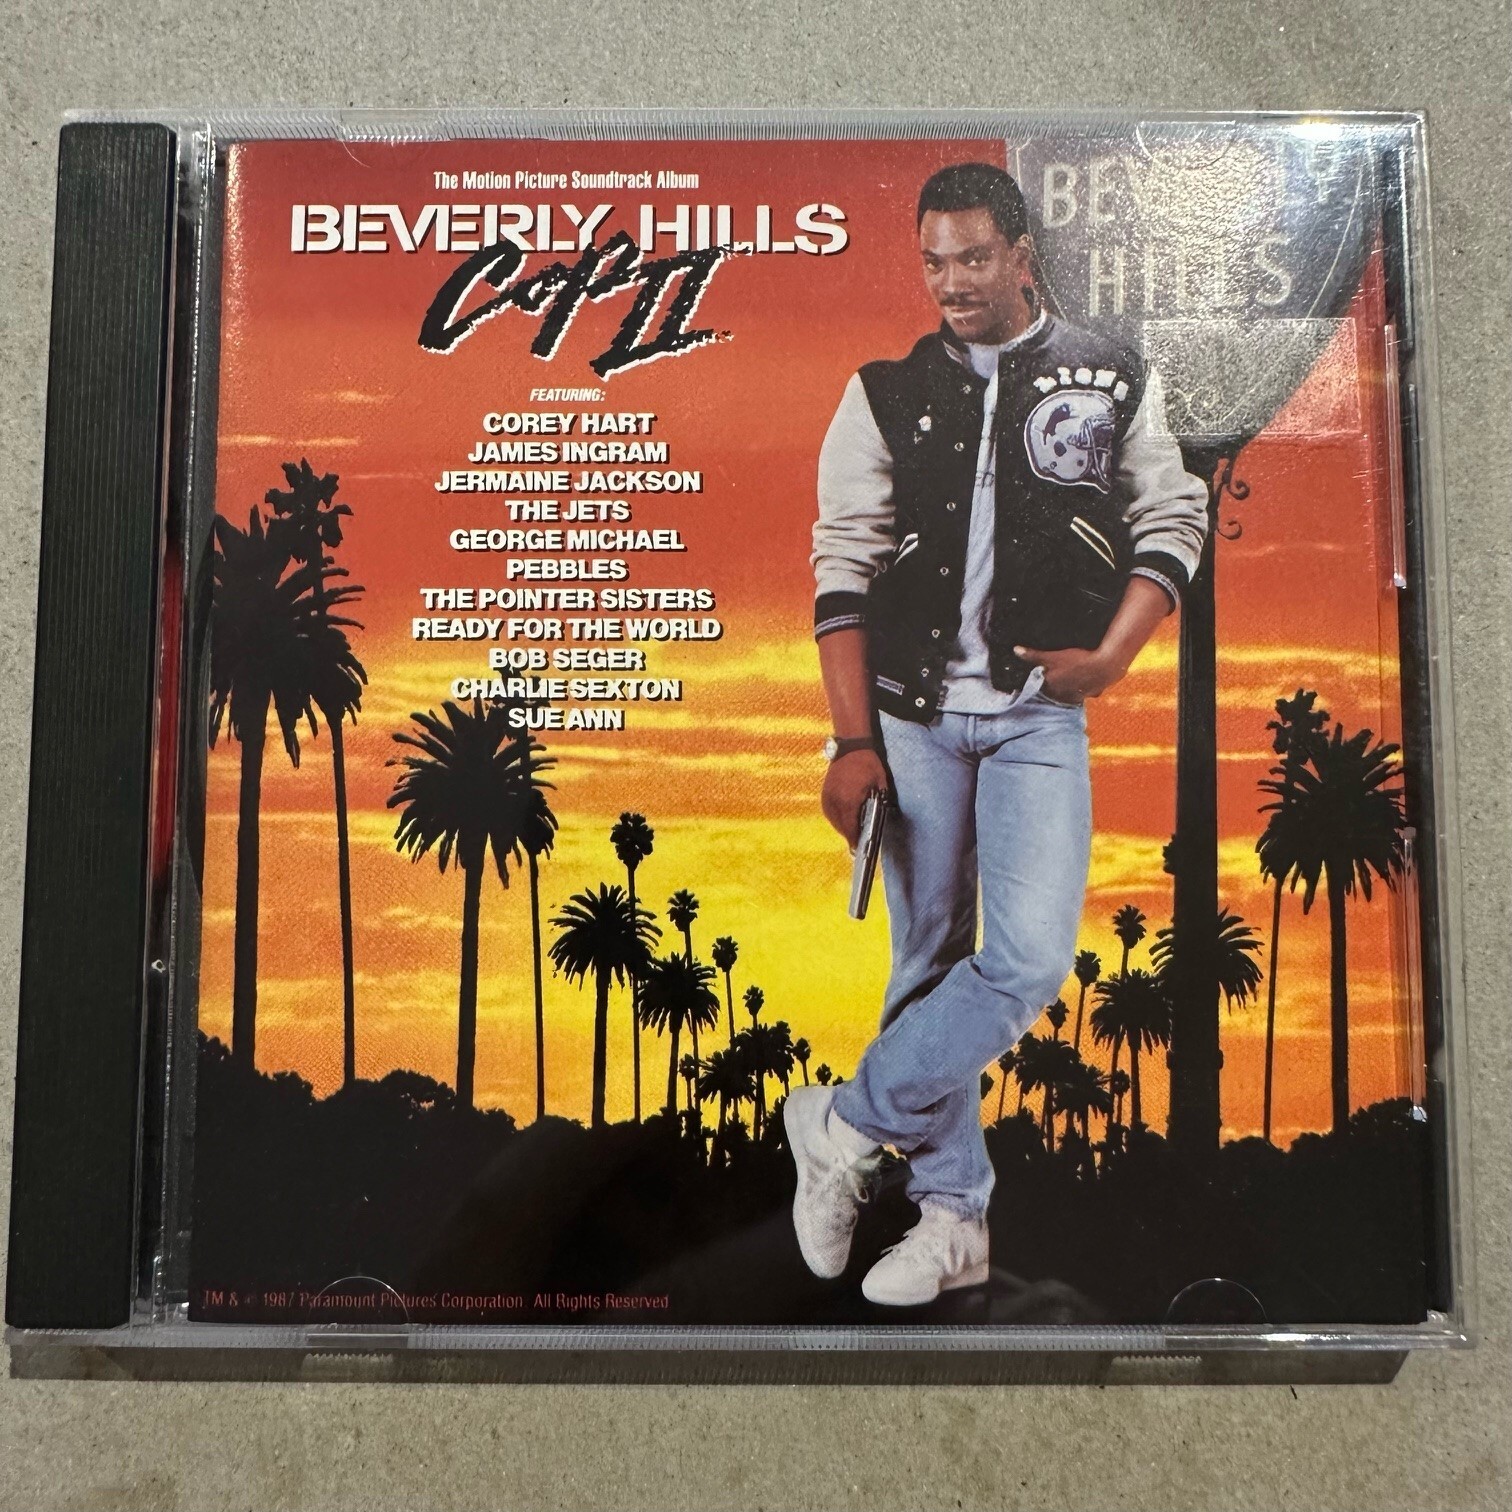 The Motion Picture Soundtrack Album
BEVERLY HILLS
COP II
FEATURING:
COREY HART
JAMES INGRAM
JERMAINE JACKSON
THE JETS
GEORGE MICHAEL
PEBBLES
THE POINTER SISTERS
READY FOR THE WORLD
BOB SEGER
CHARLIE SEXTON
SUE ANN
BEVERLY
HILLS
LIONS
TM & © 1987 Paramount Pictures Corporation All Rights Reserved